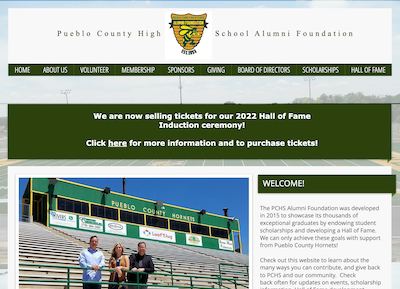 Pueblo County High School Alumni Foundation
ALUMNI FOUNDATION
EST. 2015
HOME ABOUT US VOLUNTEER MEMBERSHIP SPONSORS GIVING BOARD OF DIRECTORS SCHOLARSHIPS HALL OF FAME
We are now selling tickets for our 2022 Hall of Fame
Induction ceremony!
Click here for more information and to purchase tickets!
PUEBLO COUNTY HORNETS
WELCOME!
The PCHS Alumni Foundation was developed
in 2015 to showcase its thousands of
exceptional graduates by endowing student
scholarships and developing a Hall of Fame.
We can only achieve these goals with support
from Pueblo County Hornets!
Check out this website to learn about the
many ways you can contribute, and give back
to PCHS and our community. Check
back often for updates on events, scholarship